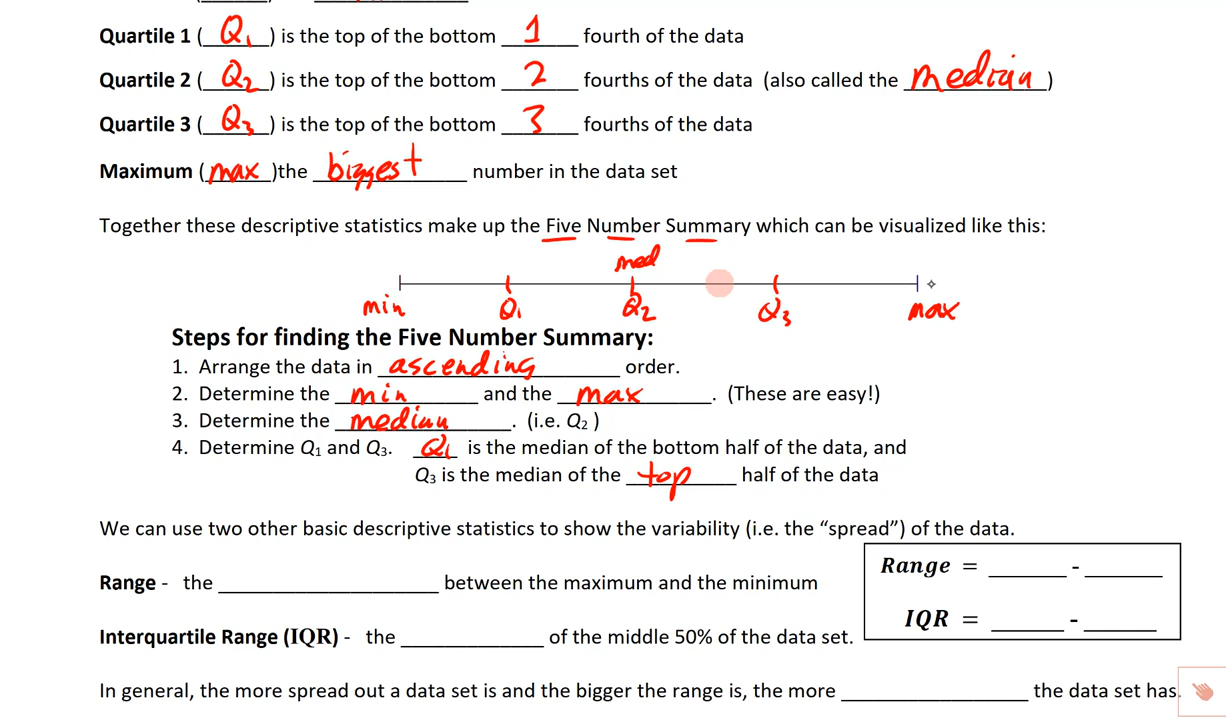 Quartile 1 (Q₁) is the top of the bottom 1 fourth of the data
Quartile 2 (Q₂) is the top of the bottom 2 fourths of the data (also called the median)
Quartile 3 (Q₃) is the top of the bottom 3 fourths of the data
Maximum (max)the biggest number in the data set
Together these descriptive statistics make up the Five Number Summary which can be visualized like this:
med
min Q₁ Q₂ Q₃ max
Steps for finding the Five Number Summary:
1. Arrange the data in ascending order.
2. Determine the min and the max. (These are easy!)
3. Determine the median. (i.e. Q₂ )
4. Determine Q₁ and Q₃. Q₁ is the median of the bottom half of the data, and
Q₃ is the median of the top half of the data
We can use two other basic descriptive statistics to show the variability (i.e. the “spread”) of the data.
Range = ______ - ______
Range - the ______ between the maximum and the minimum
IQR = ______ - ______
Interquartile Range (IQR) - the ______ of the middle 50% of the data set.
In general, the more spread out a data set is and the bigger the range is, the more ______ the data set has.